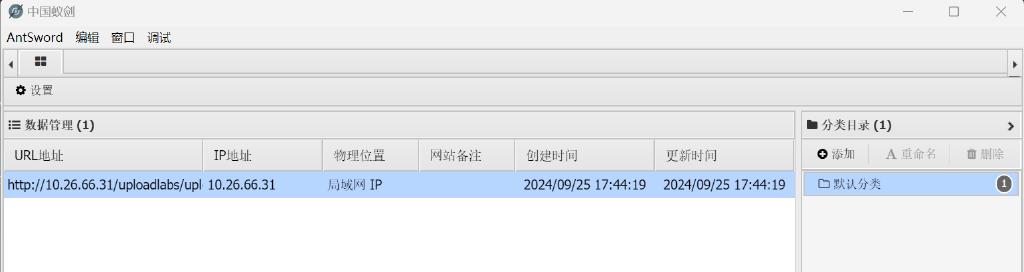 中国蚁剑
AntSword 编辑 窗口 调试
设置
数据管理 (1)
分类目录 (1)
URL地址 IP地址 物理位置 网站备注 创建时间 更新时间
添加 重命名 删除
http://10.26.66.31/uploadlabs/upl 10.26.66.31 局域网 IP 2024/09/25 17:44:19 2024/09/25 17:44:19
默认分类 1